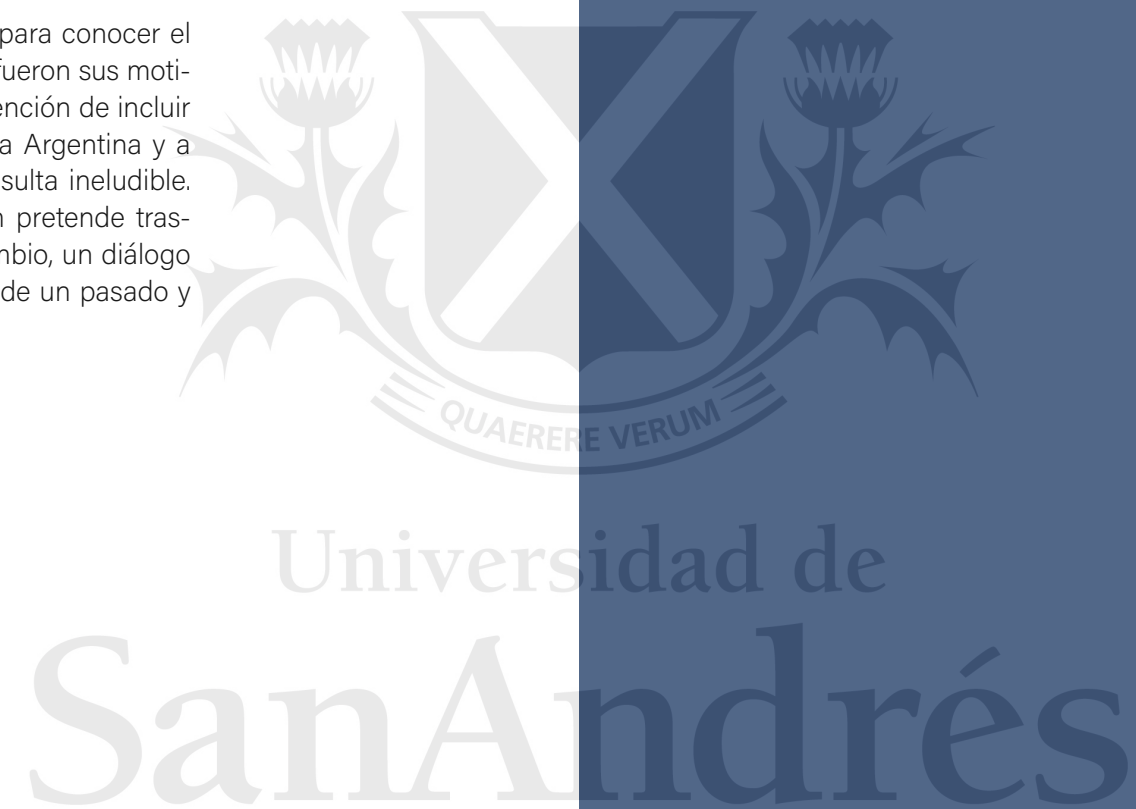 para conocer el
fueron sus moti-
ención de incluir
a Argentina y a
sulta ineludible.
pretende tras-
mbio, un diálogo
de un pasado y
QUAERERE VERUM
Universidad de
SanAndrés